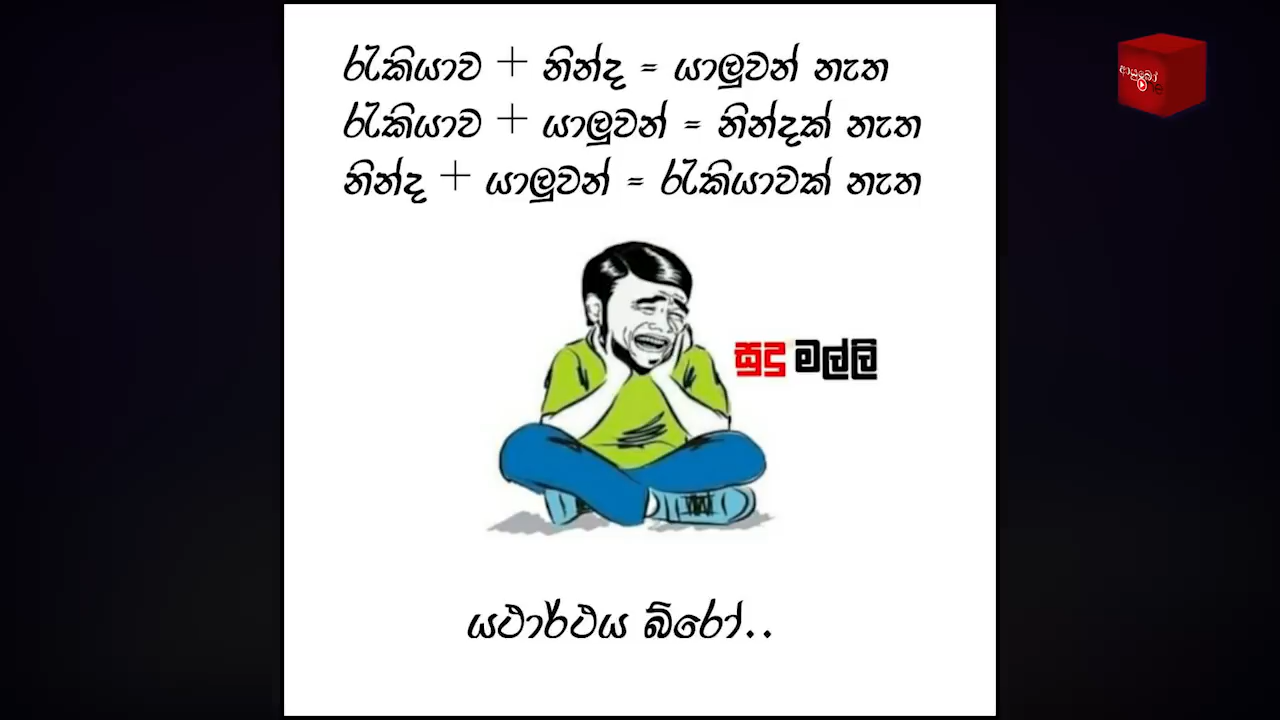 රැකියාව + නින්ද = යාලුවන් නැත
රැකියාව + යාලුවන් = නින්දක් නැත
නින්ද + යාලුවන් = රැකියාවක් නැත
සුදු මල්ලි
යථාර්ථය බ්රෝ..